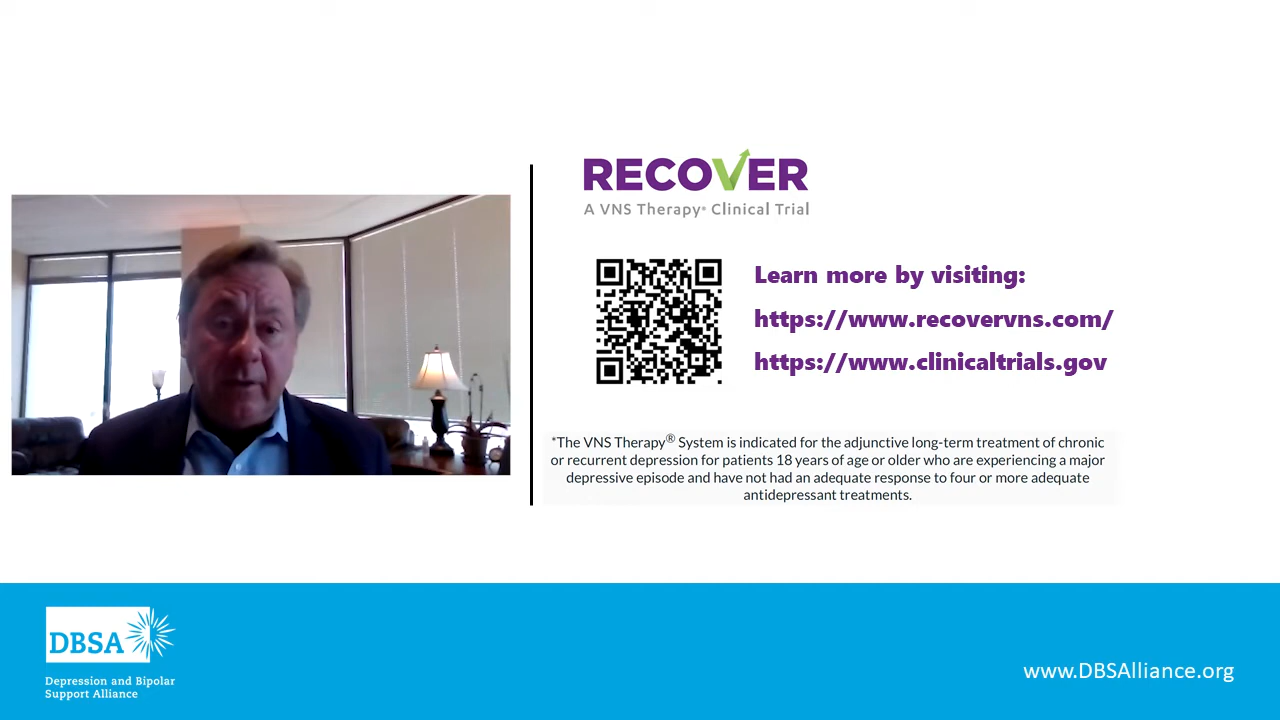 RECOVER
A VNS Therapy® Clinical Trial
Learn more by visiting:
https://www.recovervns.com/
https://www.clinicaltrials.gov
*The VNS Therapy® System is indicated for the adjunctive long-term treatment of chronic
or recurrent depression for patients 18 years of age or older who are experiencing a major
depressive episode and have not had an adequate response to four or more adequate
antidepressant treatments.
DBSA
Depression and Bipolar
Support Alliance
www.DBSAlliance.org